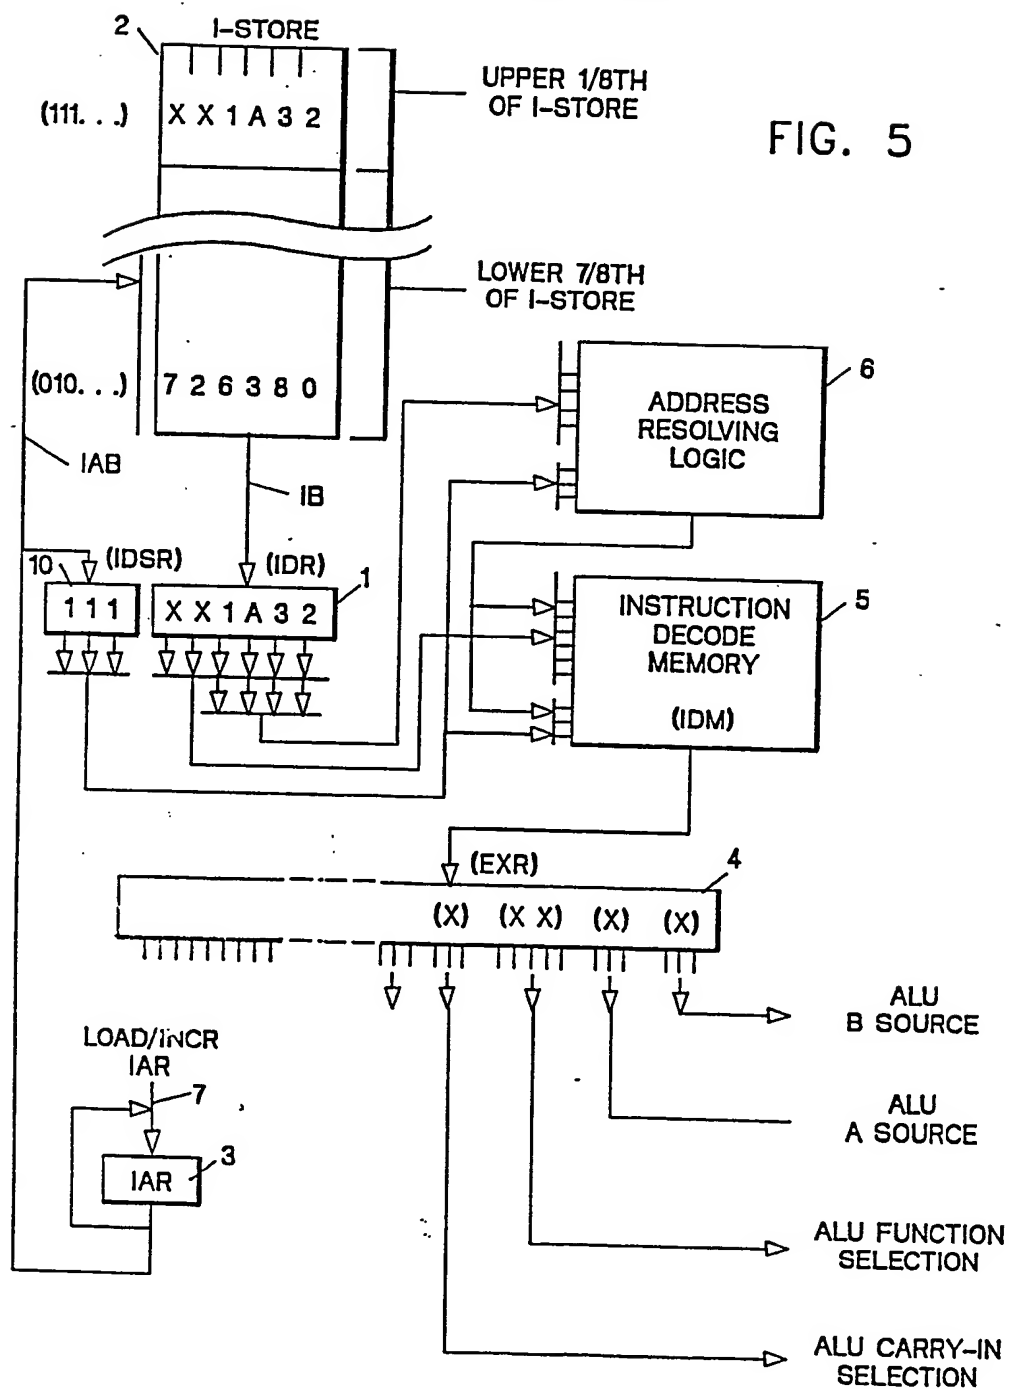 2
I-STORE
(111. . .)
X X 1 A 3 2
UPPER 1/8TH
OF I-STORE
FIG. 5
LOWER 7/8TH
OF I-STORE
(010. . .)
7 2 6 3 8 0
IAB
IB
6
ADDRESS
RESOLVING
LOGIC
10
(IDSR)
(IDR)
1
1 1 1
X X 1 A 3 2
5
INSTRUCTION
DECODE
MEMORY
(IDM)
(EXR)
4
(X) (X X) (X) (X)
ALU
B SOURCE
LOAD/INCR
IAR
7
ALU
A SOURCE
3
IAR
ALU FUNCTION
SELECTION
ALU CARRY-IN
SELECTION